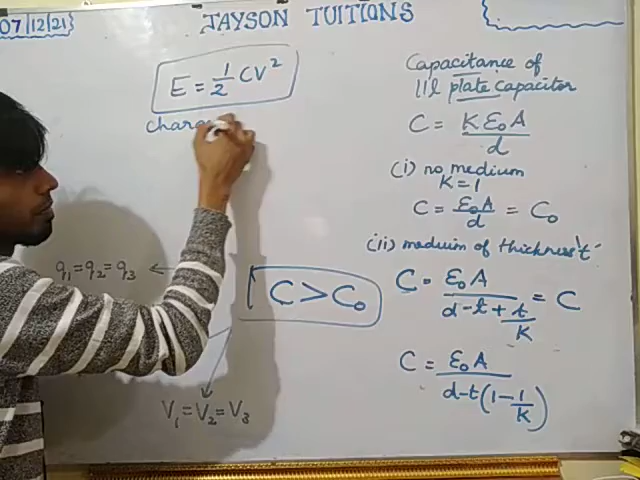 07/12/21
JAYSON TUITIONS
E = 1/2 CV²
q₁ = q₂ = q₃ ←
C > C₀
V₁ = V₂ = V₃
Capacitance of
11l plate capacitor
C = Kε₀A/d
(i) no medium
K = 1
C = ε₀A/d = C₀
(ii) medium of thickness 't'
C = ε₀A/(d-t+t/K) = C
C = ε₀A/(d-t(1-1/K))